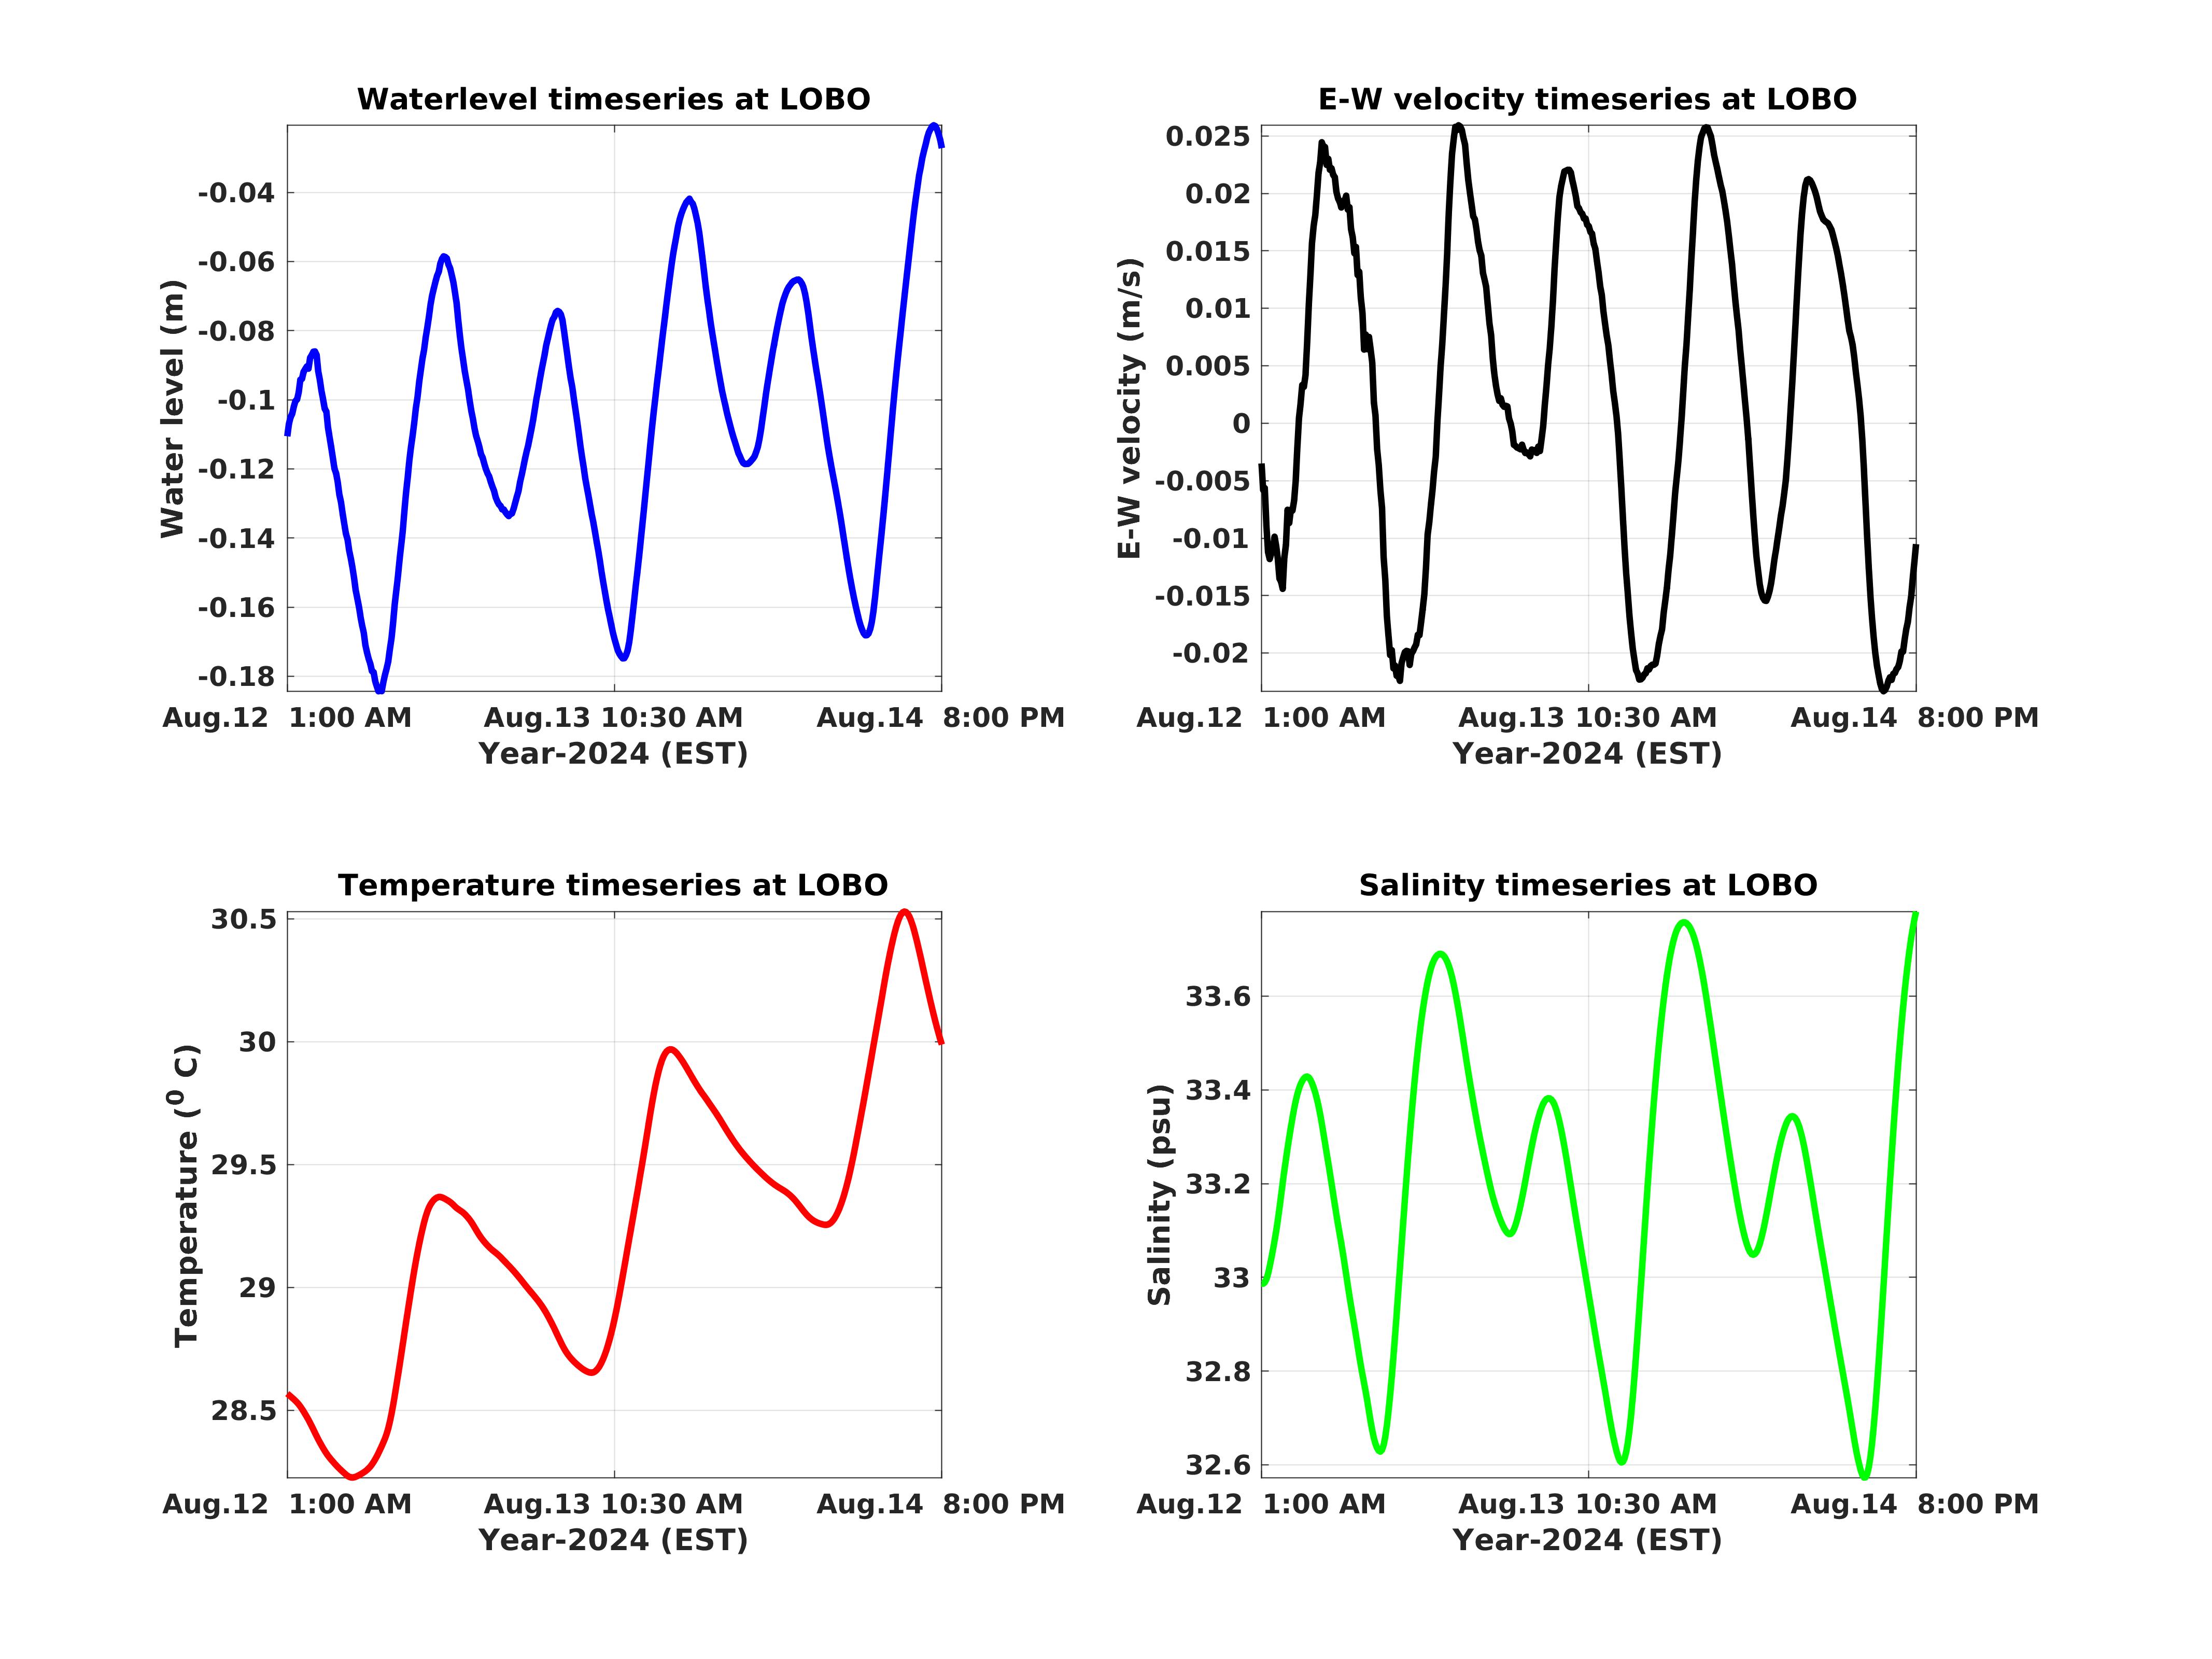 Waterlevel timeseries at LOBO
Water level (m)
-0.04
-0.06
-0.08
-0.1
-0.12
-0.14
-0.16
-0.18
Aug.12 1:00 AM Aug.13 10:30 AM Aug.14 8:00 PM
Year-2024 (EST)
E-W velocity timeseries at LOBO
E-W velocity (m/s)
0.025
0.02
0.015
0.01
0.005
0
-0.005
-0.01
-0.015
-0.02
Aug.12 1:00 AM Aug.13 10:30 AM Aug.14 8:00 PM
Year-2024 (EST)
Temperature timeseries at LOBO
Temperature (⁰ C)
30.5
30
29.5
29
28.5
Aug.12 1:00 AM Aug.13 10:30 AM Aug.14 8:00 PM
Year-2024 (EST)
Salinity timeseries at LOBO
Salinity (psu)
33.6
33.4
33.2
33
32.8
32.6
Aug.12 1:00 AM Aug.13 10:30 AM Aug.14 8:00 PM
Year-2024 (EST)